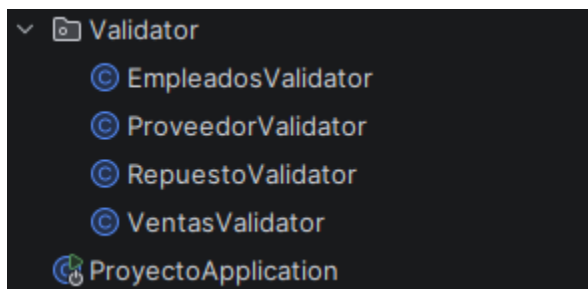 Validator
EmpleadosValidator
ProveedorValidator
RepuestoValidator
VentasValidator
ProyectoApplication